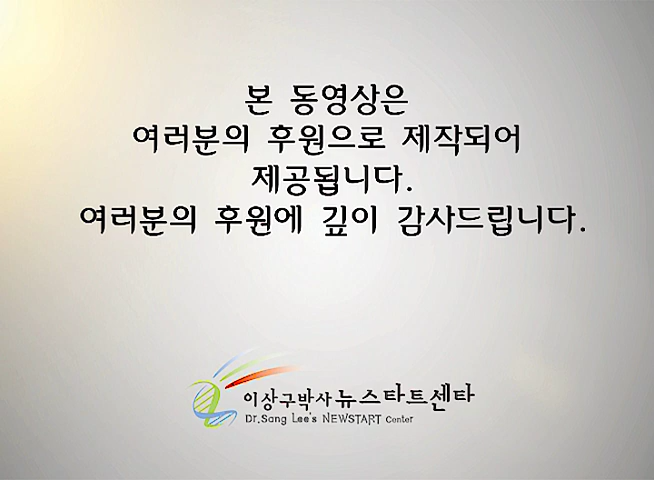 본 동영상은
여러분의 후원으로 제작되어
제공됩니다.
여러분의 후원에 깊이 감사드립니다.
이상구박사 뉴스타트센타
Dr.Sang Lee's NEWSTART Center